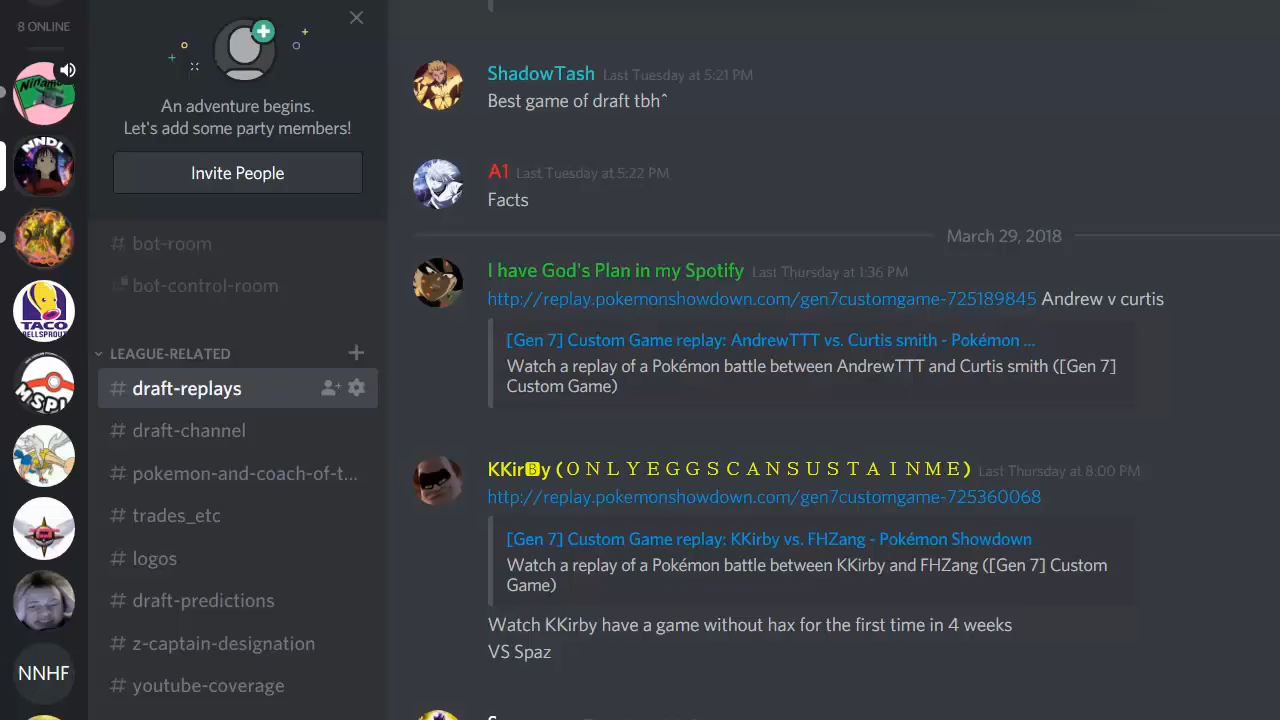 8 ONLINE
Nintendo
NNDL
TACO
BELLSPROUT
MSPL
NNHF
An adventure begins.
Let's add some party members!
Invite People
# bot-room
bot-control-room
LEAGUE-RELATED
# draft-replays
# draft-channel
# pokemon-and-coach-of-t...
# trades_etc
# logos
# draft-predictions
# z-captain-designation
# youtube-coverage
ShadowTash Last Tuesday at 5:21 PM
Best game of draft tbh^
A1 Last Tuesday at 5:22 PM
Facts
March 29, 2018
I have God's Plan in my Spotify Last Thursday at 1:36 PM
http://replay.pokemonshowdown.com/gen7customgame-725189845 Andrew v curtis
[Gen 7] Custom Game replay: AndrewTTT vs. Curtis smith - Pokémon ...
Watch a replay of a Pokémon battle between AndrewTTT and Curtis smith ([Gen 7]
Custom Game)
KKir🅱y (ＯＮＬＹＥＧＧＳＣＡＮＳＵＳＴＡＩＮＭＥ) Last Thursday at 8:00 PM
http://replay.pokemonshowdown.com/gen7customgame-725360068
[Gen 7] Custom Game replay: KKirby vs. FHZang - Pokémon Showdown
Watch a replay of a Pokémon battle between KKirby and FHZang ([Gen 7] Custom
Game)
Watch KKirby have a game without hax for the first time in 4 weeks
VS Spaz